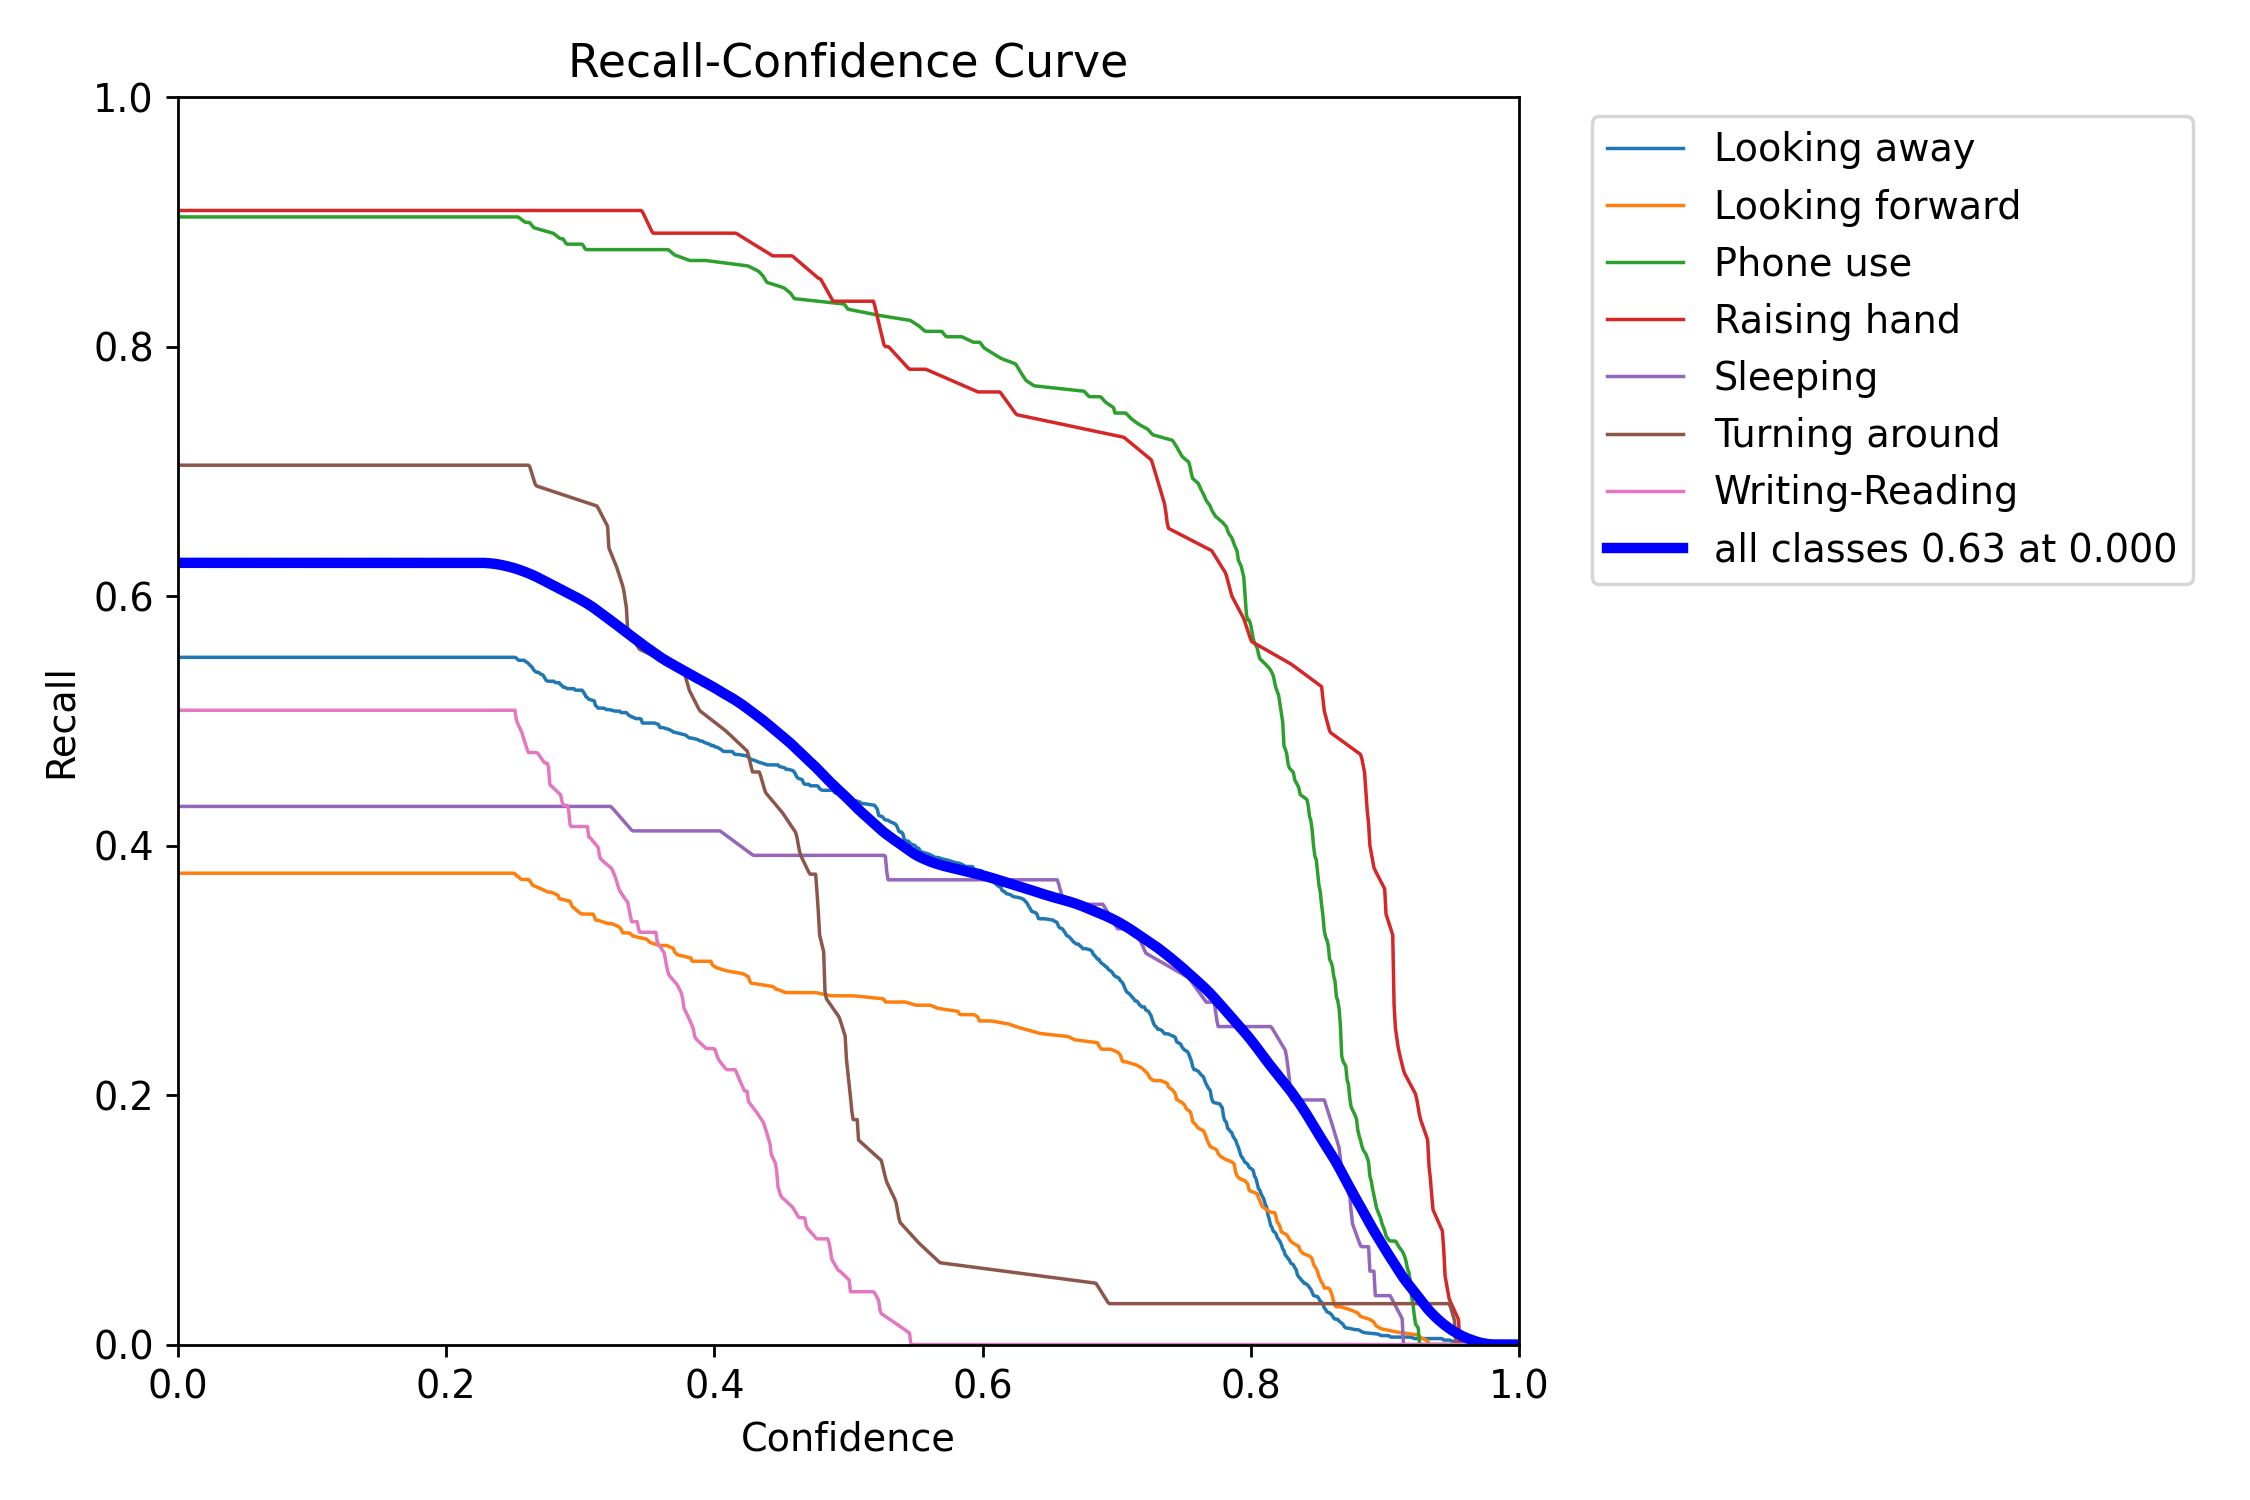 Recall-Confidence Curve
1.0
0.8
0.6
0.4
0.2
0.0
Recall
0.0 0.2 0.4 0.6 0.8 1.0
Confidence
Looking away
Looking forward
Phone use
Raising hand
Sleeping
Turning around
Writing-Reading
all classes 0.63 at 0.000